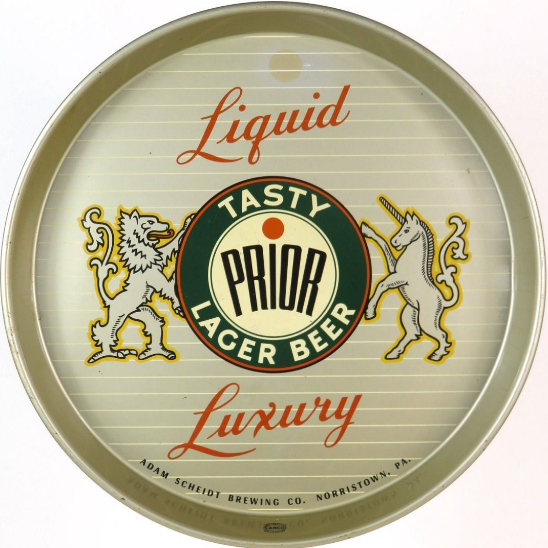 Liquid
TASTY
PRIOR
LAGER BEER
Luxury
ADAM SCHEIDT BREWING CO. NORRISTOWN, PA.